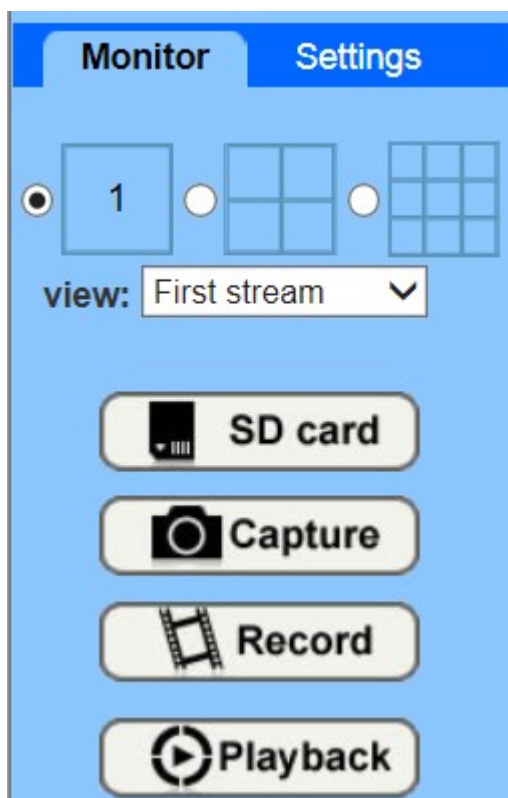 Monitor Settings
1
view: First stream
SD card
Capture
Record
Playback